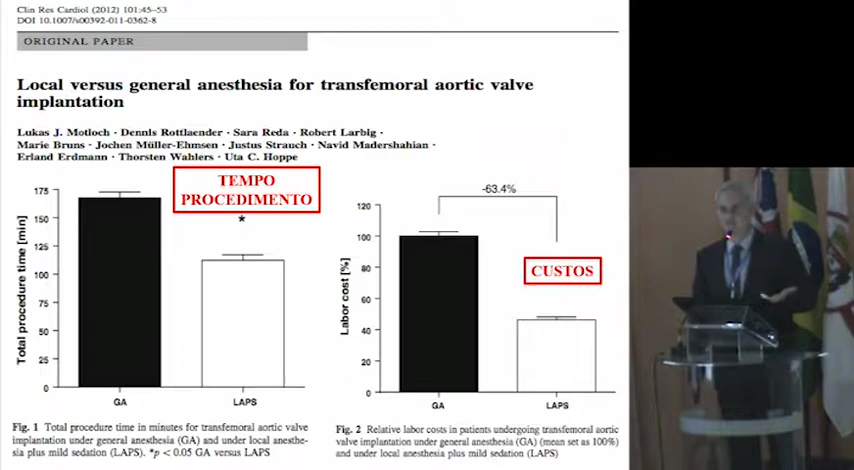 Clin Res Cardiol (2012) 101:45–53
DOI 10.1007/s00392-011-0362-8
ORIGINAL PAPER
Local versus general anesthesia for transfemoral aortic valve
implantation
Lukas J. Motloch · Dennis Rottlaender · Sara Reda · Robert Larbig ·
Marie Bruns · Jochen Müller-Ehmsen · Justus Strauch · Navid Madershahian ·
Erland Erdmann · Thorsten Wahlers · Uta C. Hoppe
TEMPO
PROCEDIMENTO
*
Total procedure time [min]
175
150
125
100
75
50
25
0
GA
LAPS
Fig. 1 Total procedure time in minutes for transfemoral aortic valve
implantation under general anesthesia (GA) and under local anesthe-
sia plus mild sedation (LAPS). *p < 0.05 GA versus LAPS
-63.4%
CUSTOS
Labor cost [%]
120
100
80
60
40
20
0
GA
LAPS
Fig. 2 Relative labor costs in patients undergoing transfemoral aortic
valve implantation under general anesthesia (GA) (mean set as 100%)
and under local anesthesia plus mild sedation (LAPS)